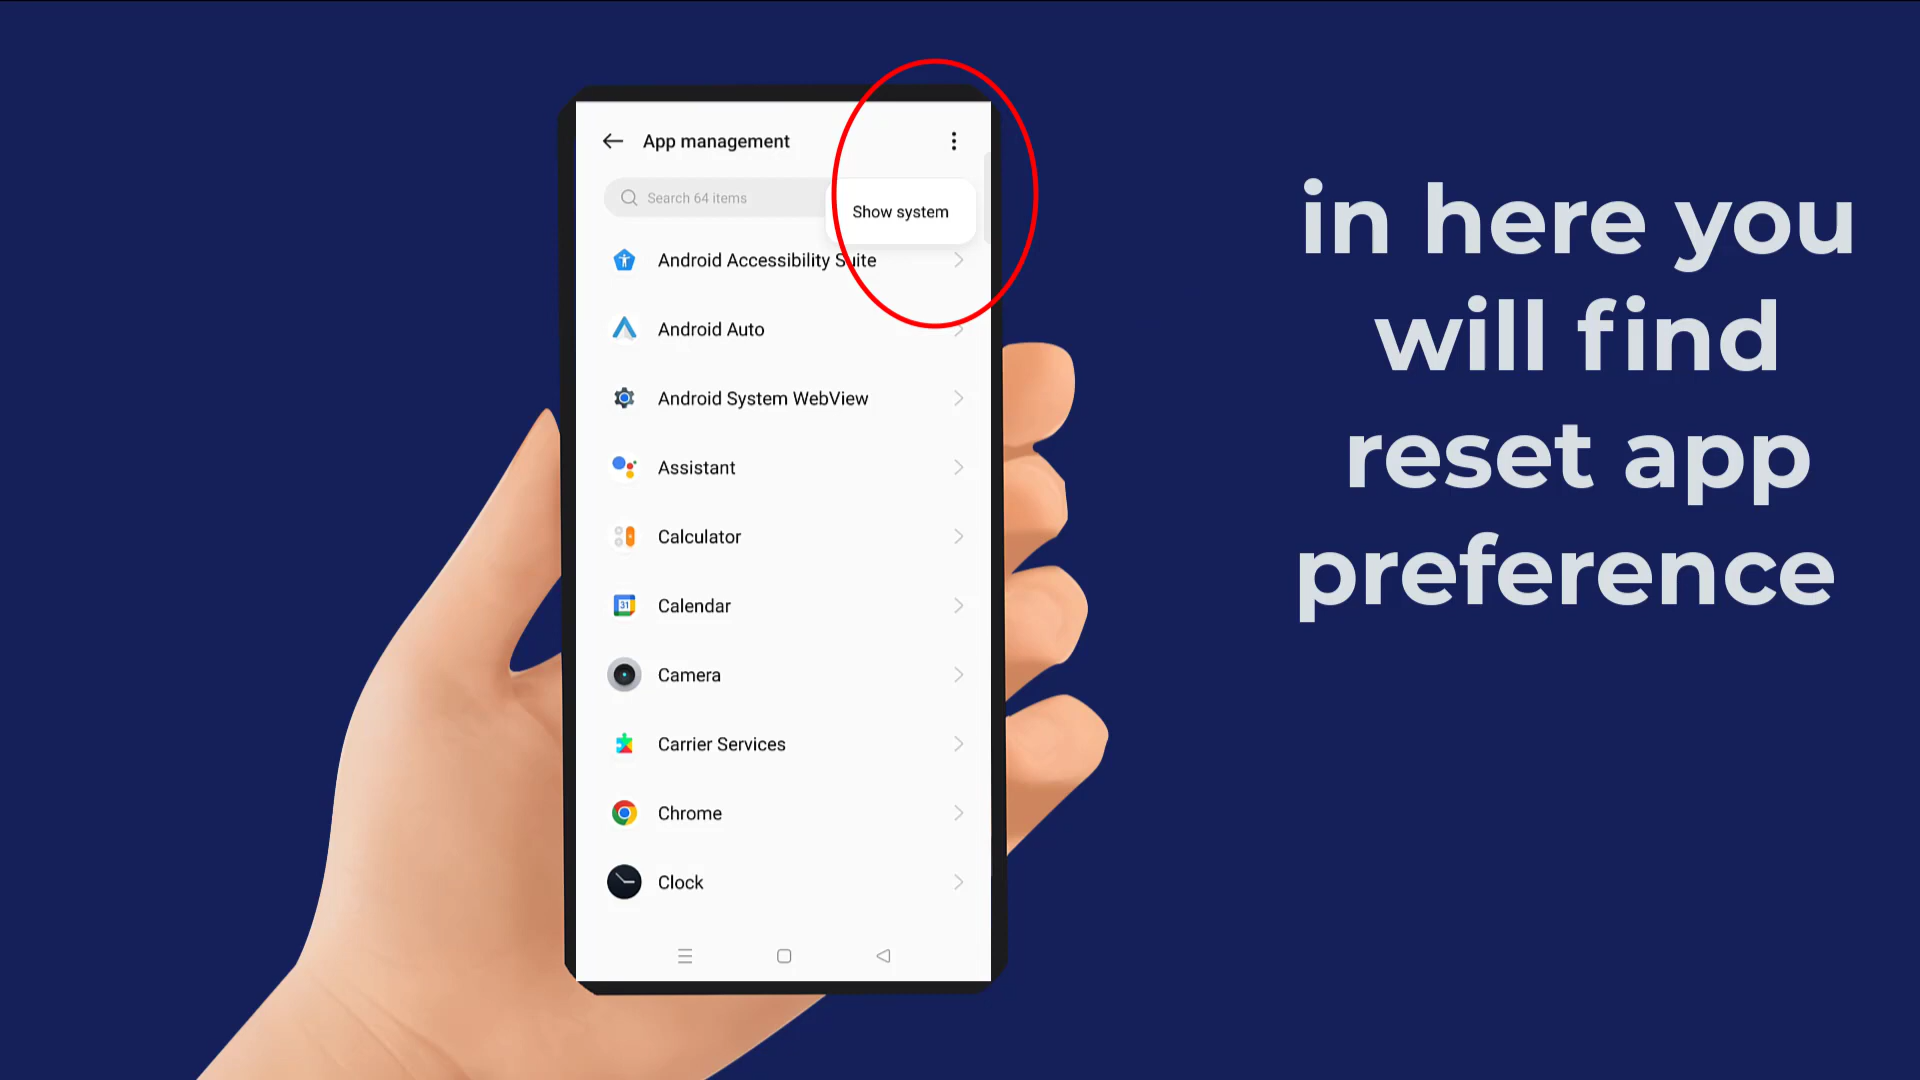 App management
Search 64 items
Show system
Android Accessibility Suite
Android Auto
Android System WebView
Assistant
Calculator
31
Calendar
Camera
Carrier Services
Chrome
Clock
in here you
will find
reset app
preference